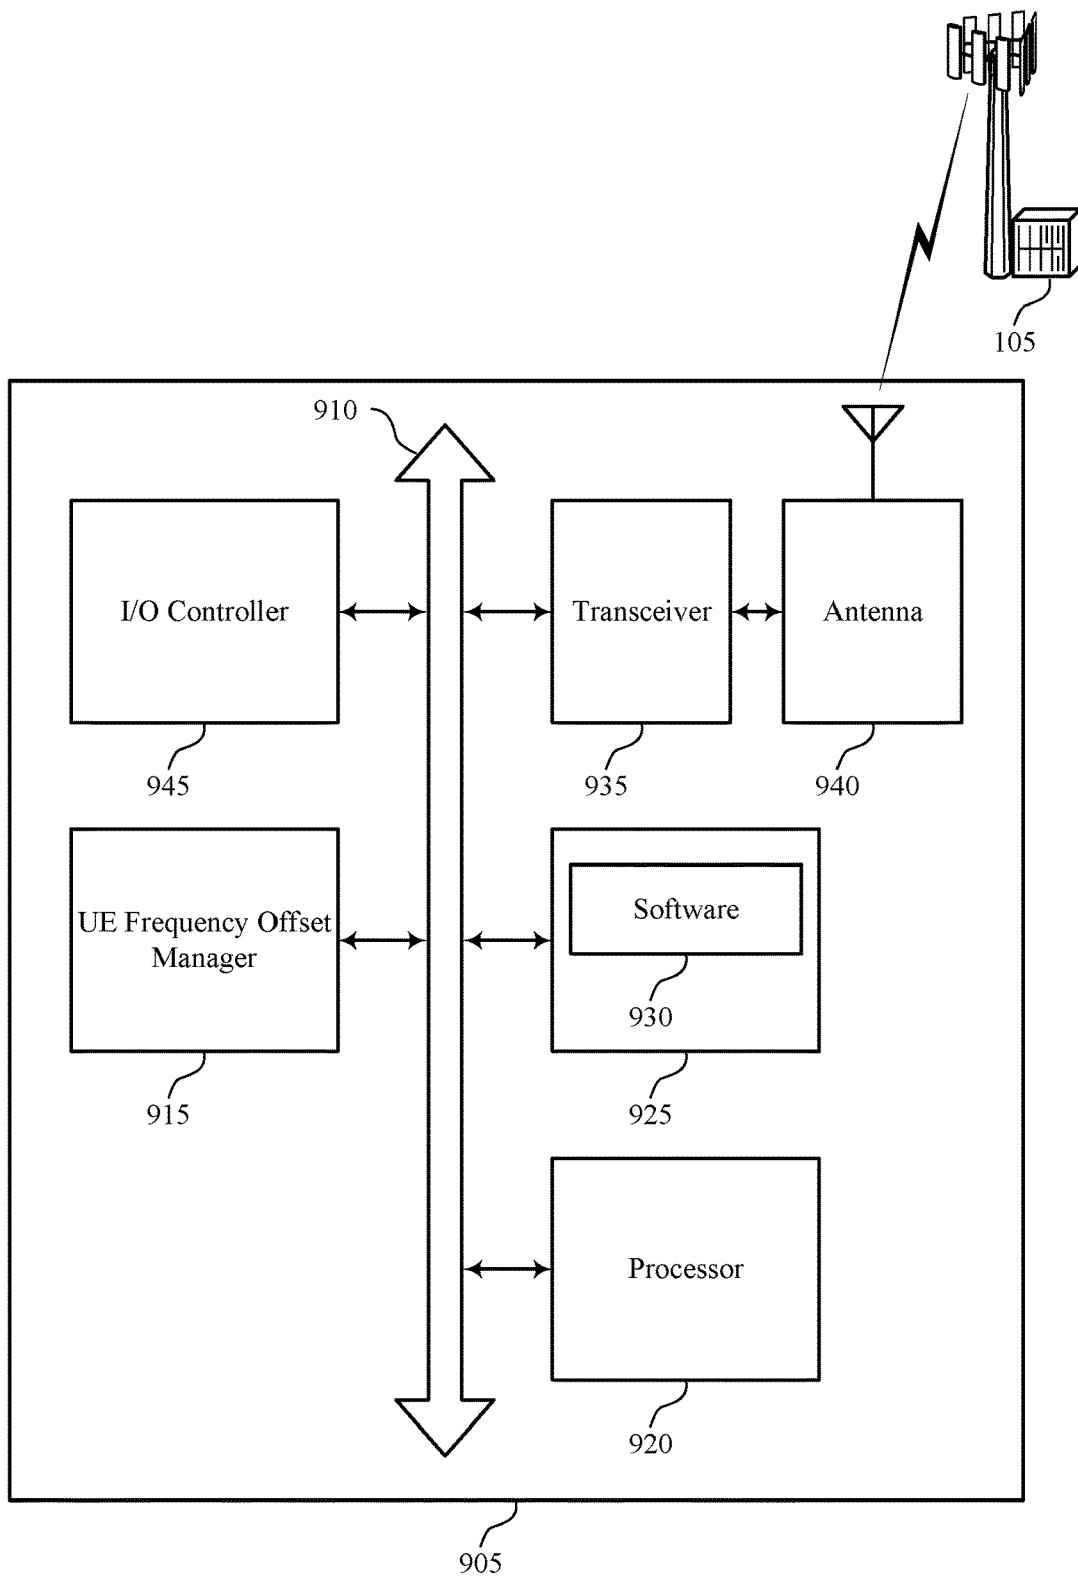 105
910
I/O Controller
Transceiver
Antenna
945
935
940
UE Frequency Offset
Manager
Software
930
915
925
Processor
920
905